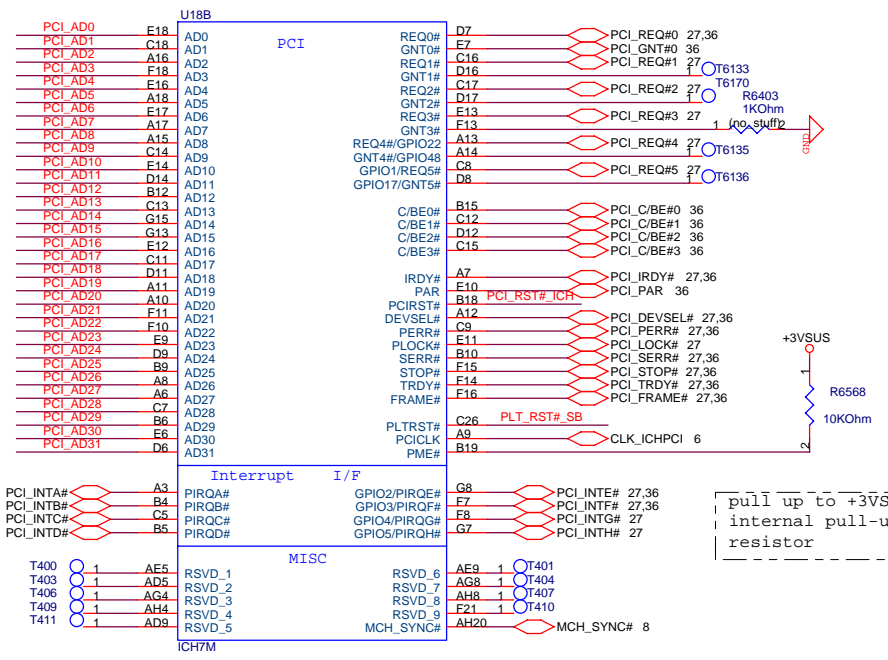 U18B
PCI
PCI_AD0 E18 AD0 REQ0# D7 PCI_REQ#0 27,36
PCI_AD1 C18 AD1 GNT0# E7 PCI_GNT#0 36
PCI_AD2 A16 AD2 REQ1# C16 PCI_REQ#1 27
PCI_AD3 F18 AD3 GNT1# D16 1 T6133
PCI_AD4 E16 AD4 REQ2# C17 PCI_REQ#2 27
PCI_AD5 A18 AD5 GNT2# D17 1 T6170
PCI_AD6 E17 AD6 REQ3# E13 PCI_REQ#3 27
PCI_AD7 A17 AD7 GNT3# F13 1 R6403 1KOhm (no_stuff) 2 GND
PCI_AD8 A15 AD8 REQ4#/GPIO22 A13 PCI_REQ#4 27
PCI_AD9 C14 AD9 GNT4#/GPIO48 A14 1 T6135
PCI_AD10 E14 AD10 GPIO1/REQ5# C8 PCI_REQ#5 27
PCI_AD11 D14 AD11 GPIO17/GNT5# D8 1 T6136
PCI_AD12 B12 AD12
PCI_AD13 C13 AD13 C/BE0# B15 PCI_C/BE#0 36
PCI_AD14 G15 AD14 C/BE1# C12 PCI_C/BE#1 36
PCI_AD15 G13 AD15 C/BE2# D12 PCI_C/BE#2 36
PCI_AD16 E12 AD16 C/BE3# C15 PCI_C/BE#3 36
PCI_AD17 C11 AD17
PCI_AD18 D11 AD18 IRDY# A7 PCI_IRDY# 27,36
PCI_AD19 A11 AD19 PAR E10 PCI_PAR 36
PCI_AD20 A10 AD20 PCIRST# B18 PCI_RST#_ICH
PCI_AD21 F11 AD21 DEVSEL# A12 PCI_DEVSEL# 27,36
PCI_AD22 F10 AD22 PERR# C9 PCI_PERR# 27,36
PCI_AD23 E9 AD23 PLOCK# E11 PCI_LOCK# 27
PCI_AD24 D9 AD24 SERR# B10 PCI_SERR# 27,36
PCI_AD25 B9 AD25 STOP# F15 PCI_STOP# 27,36
PCI_AD26 A8 AD26 TRDY# F14 PCI_TRDY# 27,36
PCI_AD27 A6 AD27 FRAME# F16 PCI_FRAME# 27,36
PCI_AD28 C7 AD28
PCI_AD29 B6 AD29 PLTRST# C26 PLT_RST#_SB
PCI_AD30 E6 AD30 PCICLK A9 CLK_ICHPCI 6
PCI_AD31 D6 AD31 PME# B19
+3VSUS
1
R6568
10KOhm
2
Interrupt I/F
PCI_INTA# A3 PIRQA# GPIO2/PIRQE# G8 PCI_INTE# 27,36
PCI_INTB# B4 PIRQB# GPIO3/PIRQF# F7 PCI_INTF# 27,36
PCI_INTC# C5 PIRQC# GPIO4/PIRQG# F8 PCI_INTG# 27
PCI_INTD# B5 PIRQD# GPIO5/PIRQH# G7 PCI_INTH# 27
pull up to +3VS
internal pull-u
resistor
MISC
T400 1 AE5 RSVD_1 RSVD_6 AE9 1 T401
T403 1 AD5 RSVD_2 RSVD_7 AG8 1 T404
T406 1 AG4 RSVD_3 RSVD_8 AH8 1 T407
T409 1 AH4 RSVD_4 RSVD_9 F21 1 T410
T411 1 AD9 RSVD_5 MCH_SYNC# AH20 MCH_SYNC# 8
ICH7M